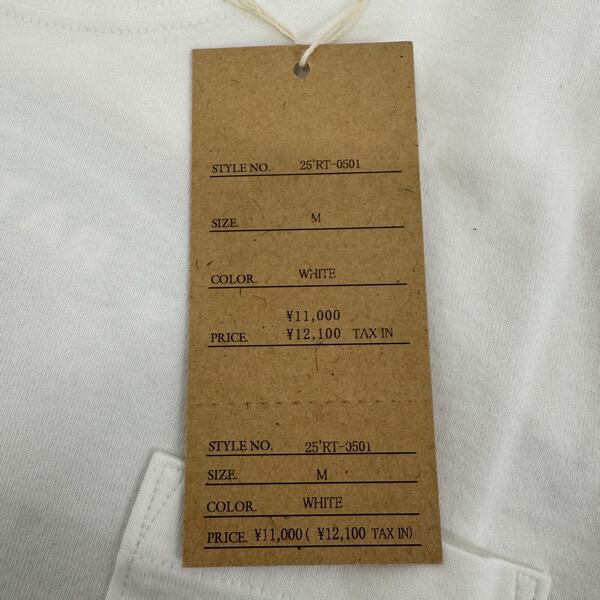 STYLE NO. 25'RT-0501
SIZE. M
COLOR. WHITE
¥11,000
PRICE. ¥12,100 TAX IN
STYLE NO. 25'RT-0501
SIZE. M
COLOR. WHITE
PRICE. ¥11,000 ( ¥12,100 TAX IN)